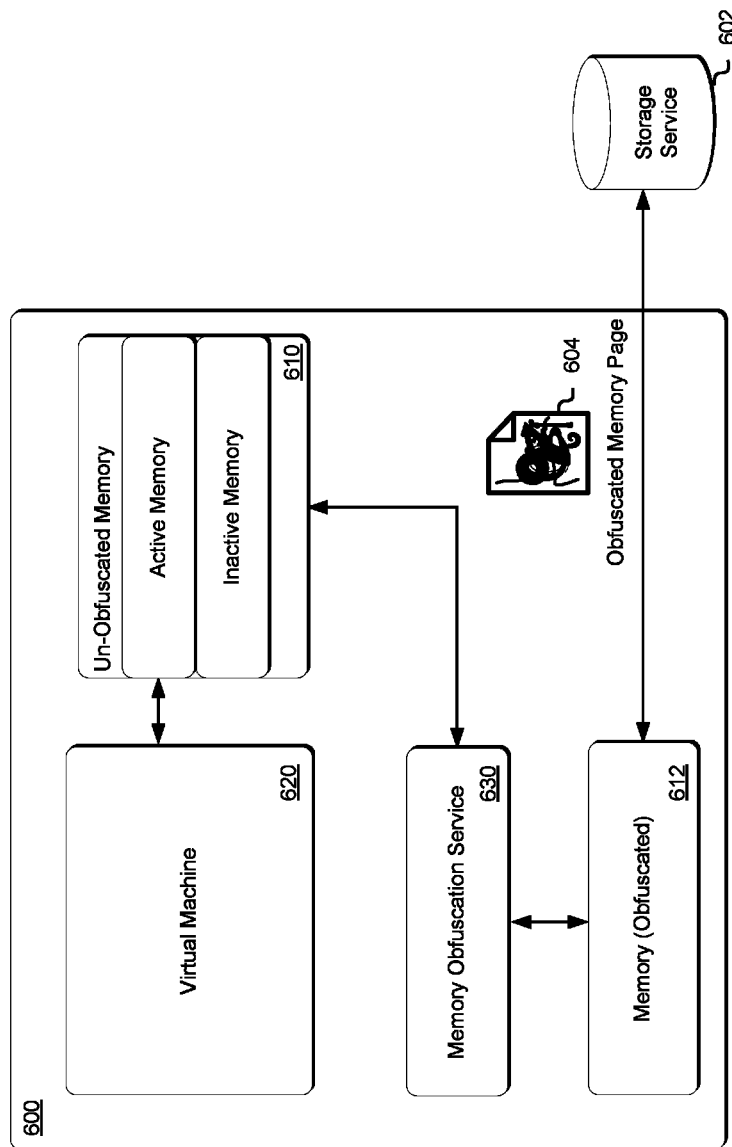 600
Virtual Machine
620
Un-Obfuscated Memory
Active Memory
Inactive Memory
610
Memory Obfuscation Service
630
Memory (Obfuscated)
612
604
Obfuscated Memory Page
Storage
Service
602